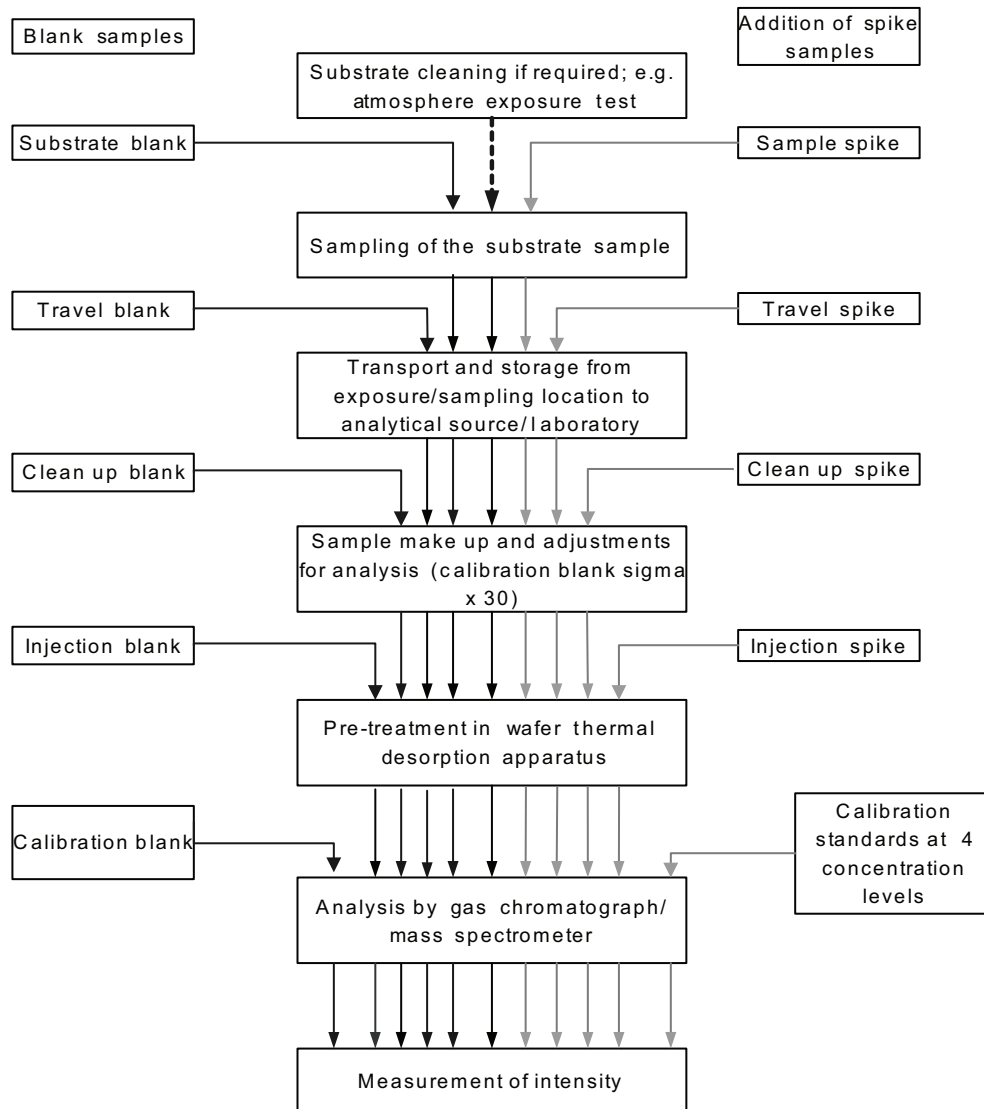 Blank samples
Addition of spike
samples
Substrate cleaning if required; e.g.
atmosphere exposure test
Substrate blank
Sample spike
Sampling of the substrate sample
Travel blank
Travel spike
Transport and storage from
exposure/sampling location to
analytical source/laboratory
Clean up blank
Clean up spike
Sample make up and adjustments
for analysis (calibration blank sigma
x 30)
Injection blank
Injection spike
Pre-treatment in wafer thermal
desorption apparatus
Calibration blank
Calibration
standards at 4
concentration
levels
Analysis by gas chromatograph/
mass spectrometer
Measurement of intensity